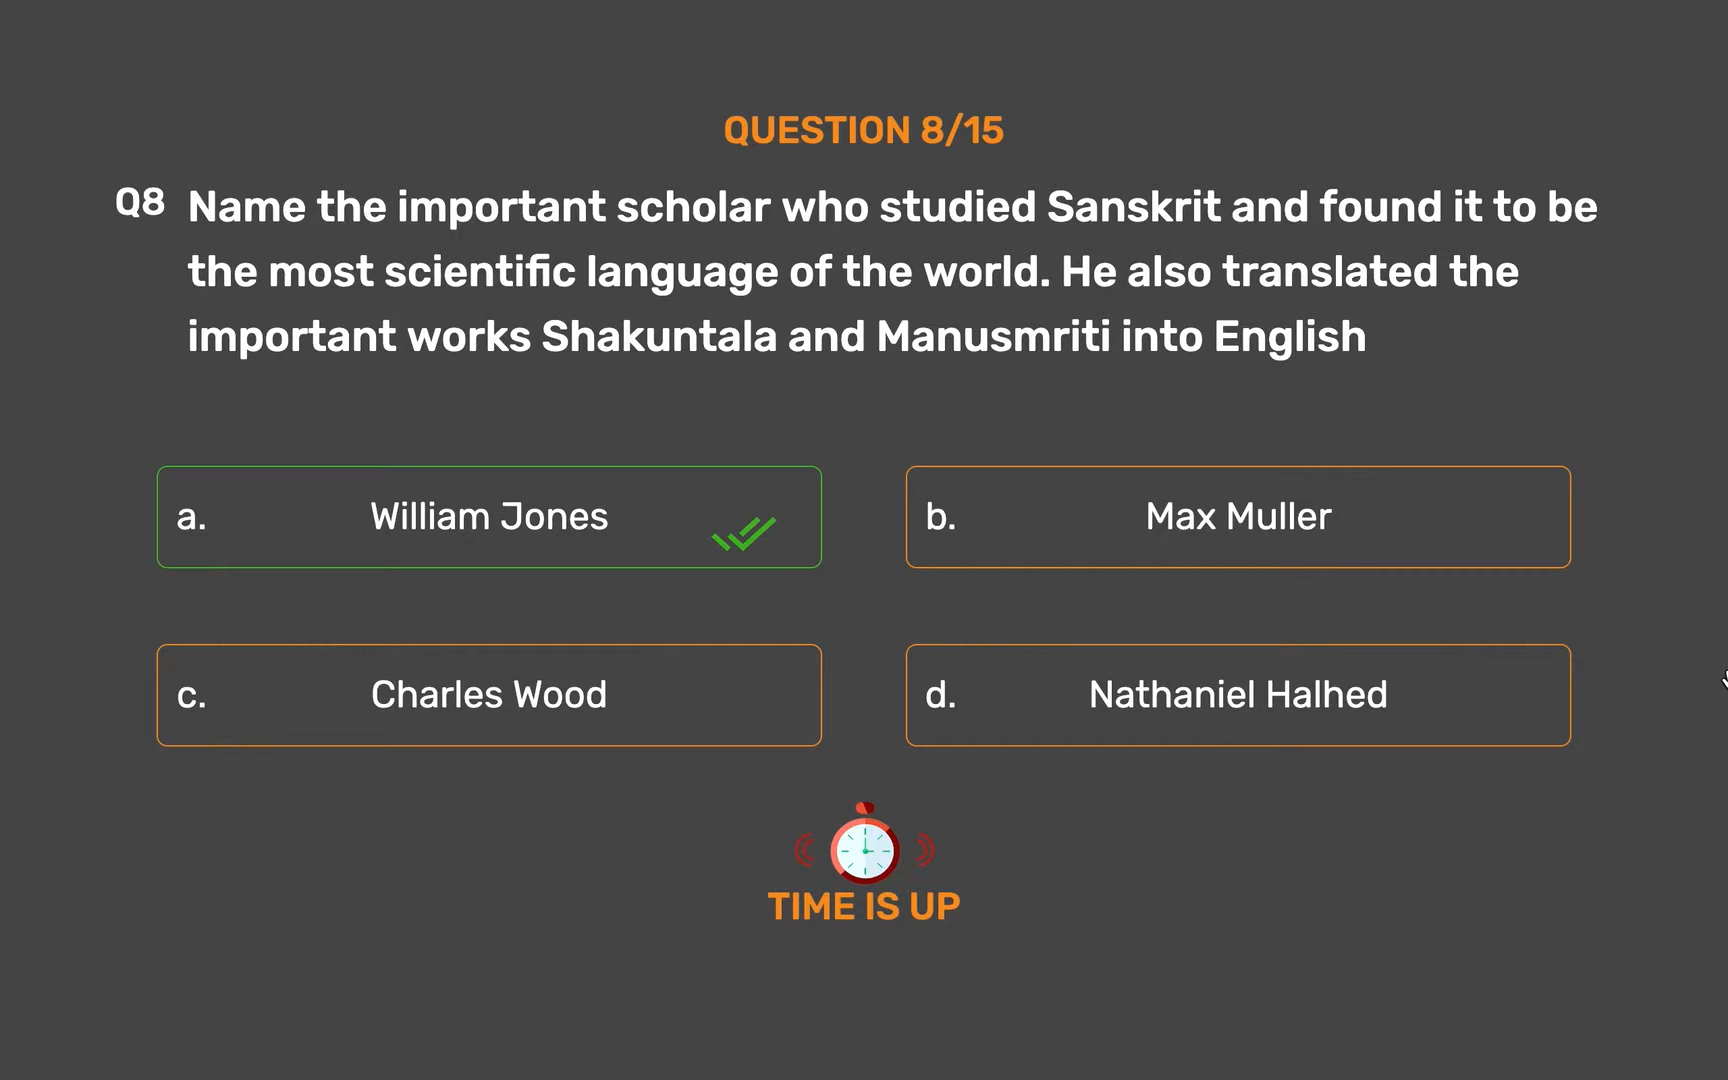 QUESTION 8/15
Q8 Name the important scholar who studied Sanskrit and found it to be
the most scientific language of the world. He also translated the
important works Shakuntala and Manusmriti into English
a. William Jones
b. Max Muller
c. Charles Wood
d. Nathaniel Halhed
TIME IS UP